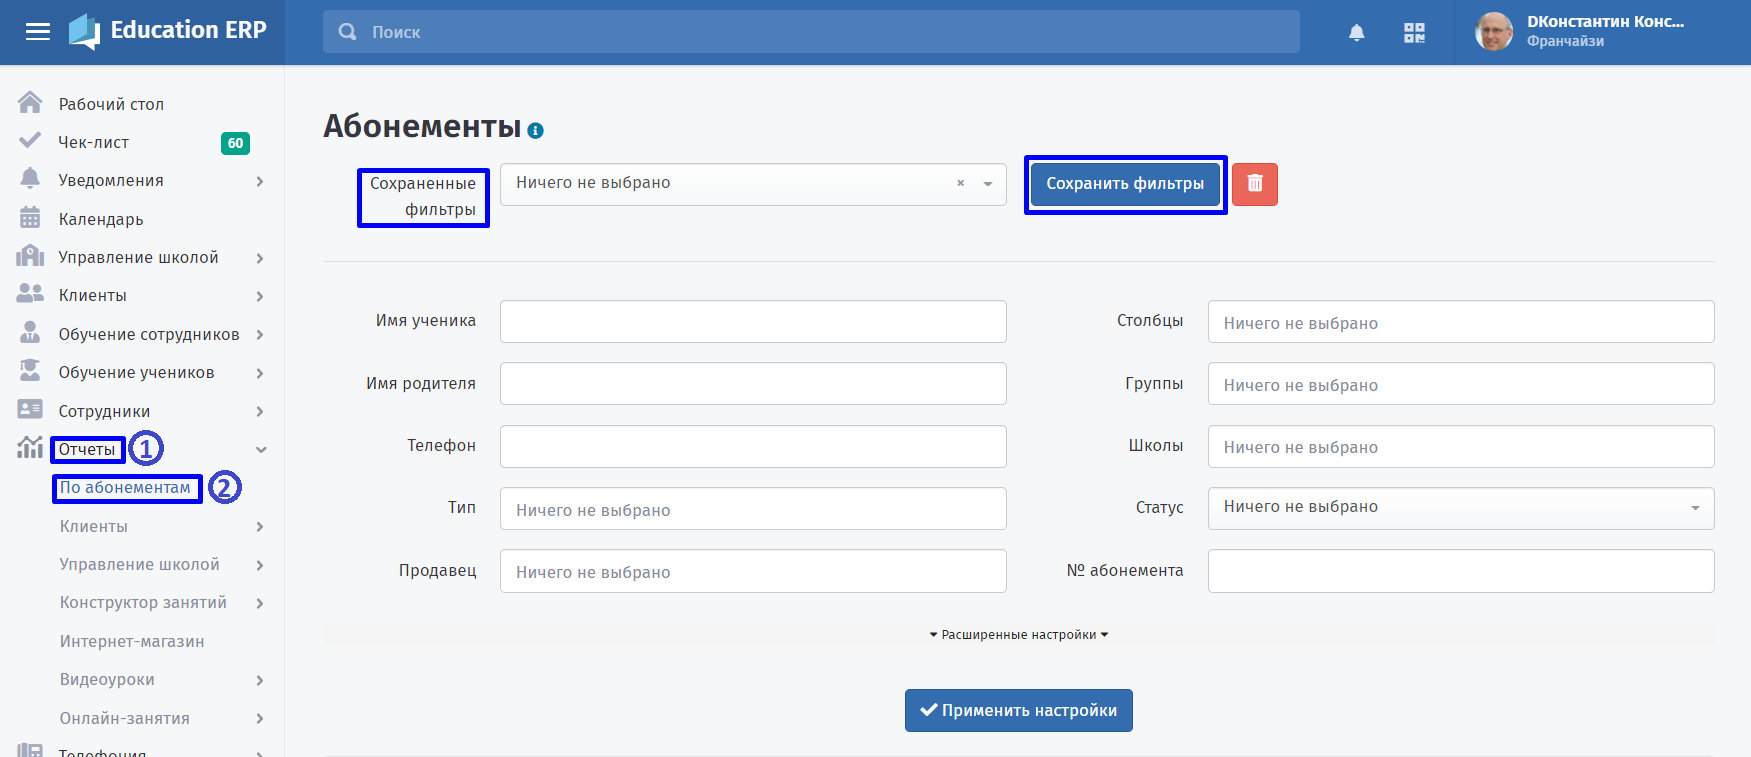 Education ERP
Поиск
DКонстантин Конс...
Франчайзи
Рабочий стол
Чек-лист
60
Уведомления
Календарь
Управление школой
Клиенты
Обучение сотрудников
Обучение учеников
Сотрудники
Отчеты
1
По абонементам
2
Клиенты
Управление школой
Конструктор занятий
Интернет-магазин
Видеоуроки
Онлайн-занятия
Телефония
Абонементы
Сохраненные
фильтры
Ничего не выбрано
Сохранить фильтры
Имя ученика
Столбцы
Ничего не выбрано
Имя родителя
Группы
Ничего не выбрано
Телефон
Школы
Ничего не выбрано
Тип
Ничего не выбрано
Статус
Ничего не выбрано
Продавец
Ничего не выбрано
№ абонемента
Расширенные настройки
Применить настройки